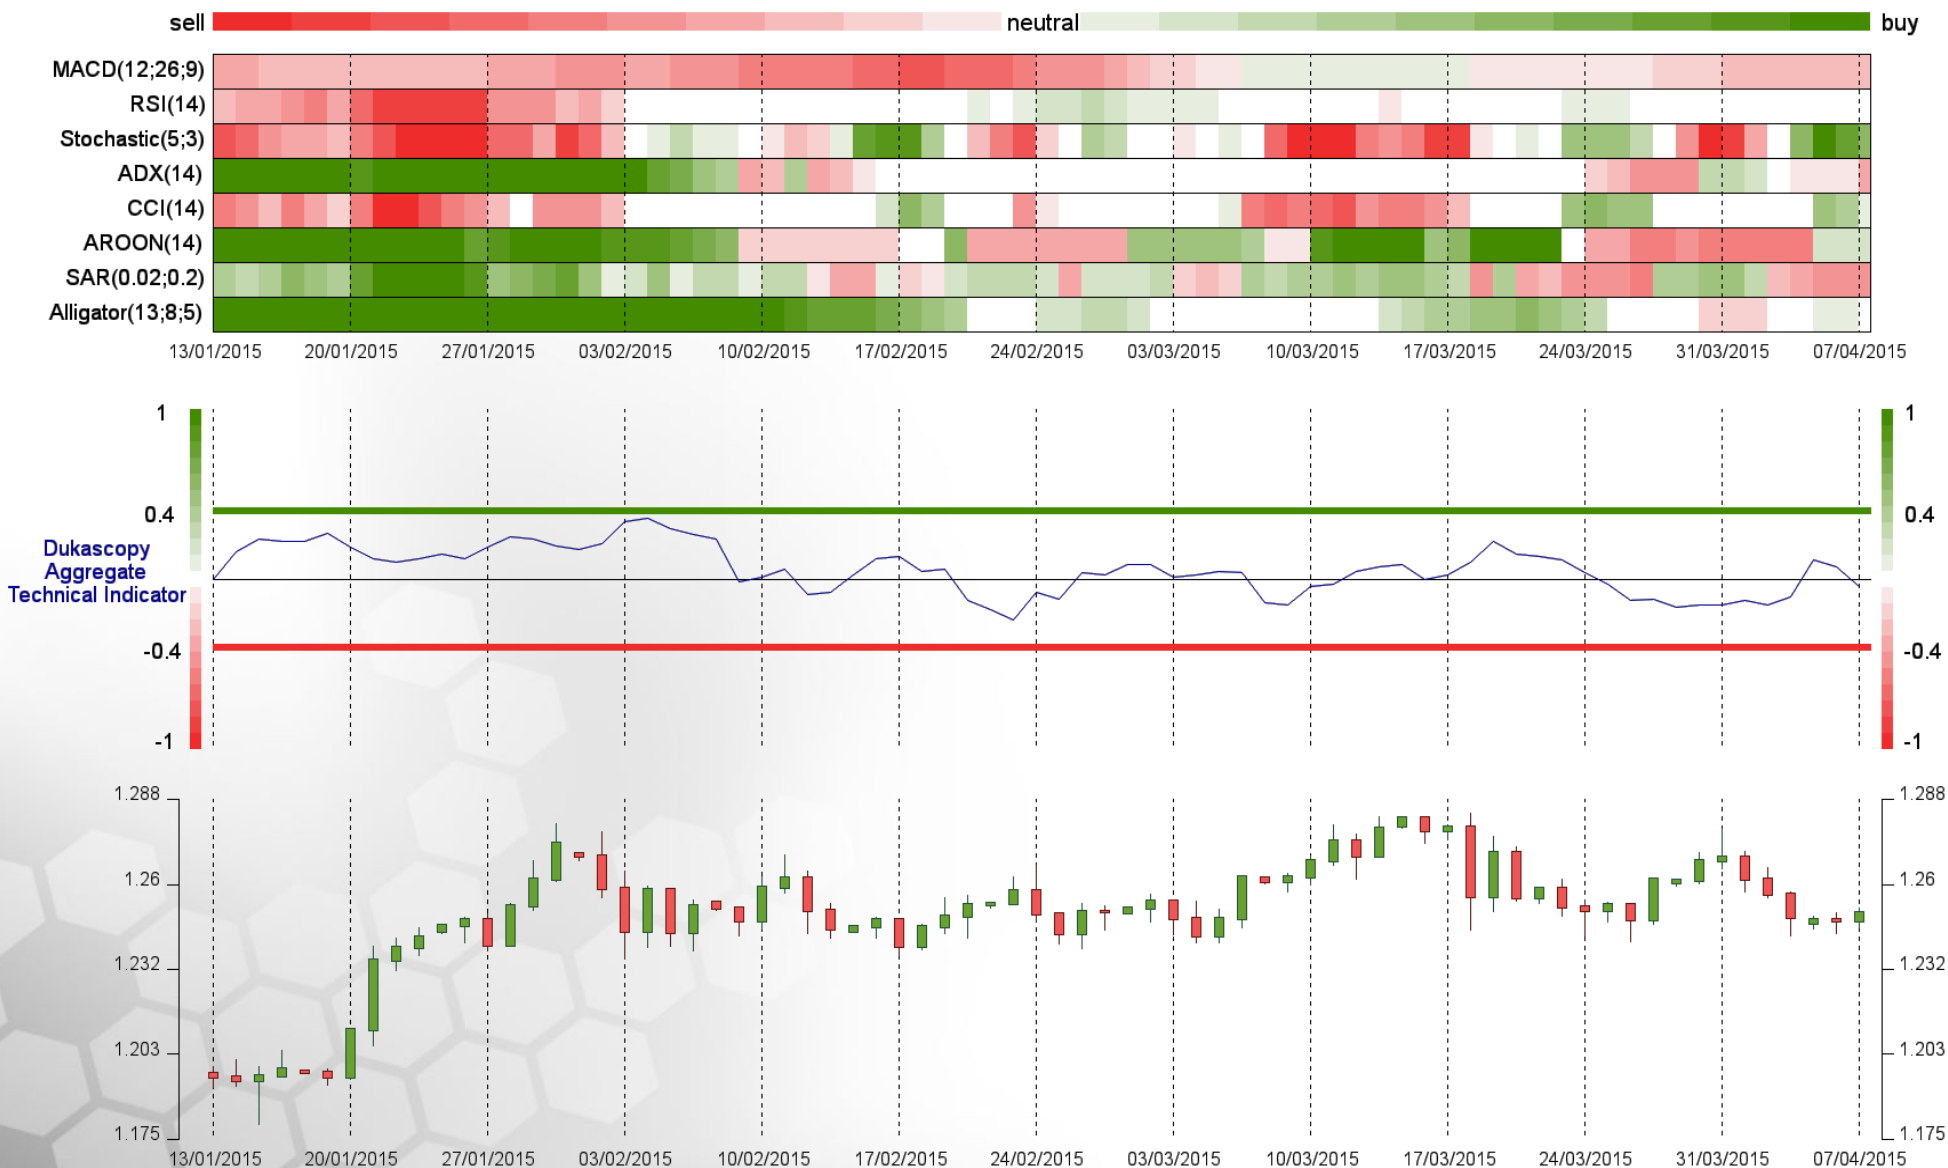 sell neutral buy
MACD(12;26;9)
RSI(14)
Stochastic(5;3)
ADX(14)
CCI(14)
AROON(14)
SAR(0.02;0.2)
Alligator(13;8;5)
13/01/2015 20/01/2015 27/01/2015 03/02/2015 10/02/2015 17/02/2015 24/02/2015 03/03/2015 10/03/2015 17/03/2015 24/03/2015 31/03/2015 07/04/2015
1 1
0.4 0.4
Dukascopy
Aggregate
Technical Indicator
-0.4 -0.4
-1 -1
1.288 1.288
1.26 1.26
1.232 1.232
1.203 1.203
1.175 1.175
13/01/2015 20/01/2015 27/01/2015 03/02/2015 10/02/2015 17/02/2015 24/02/2015 03/03/2015 10/03/2015 17/03/2015 24/03/2015 31/03/2015 07/04/2015